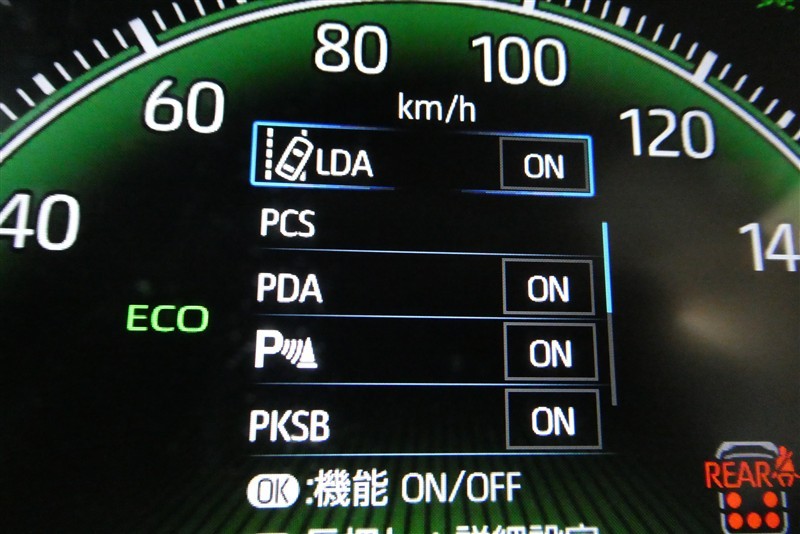 80 100
60 km/h 120
LDA ON
40 PCS 14
PDA ON
ECO
P ON
PKSB ON
OK:機能 ON/OFF
REAR